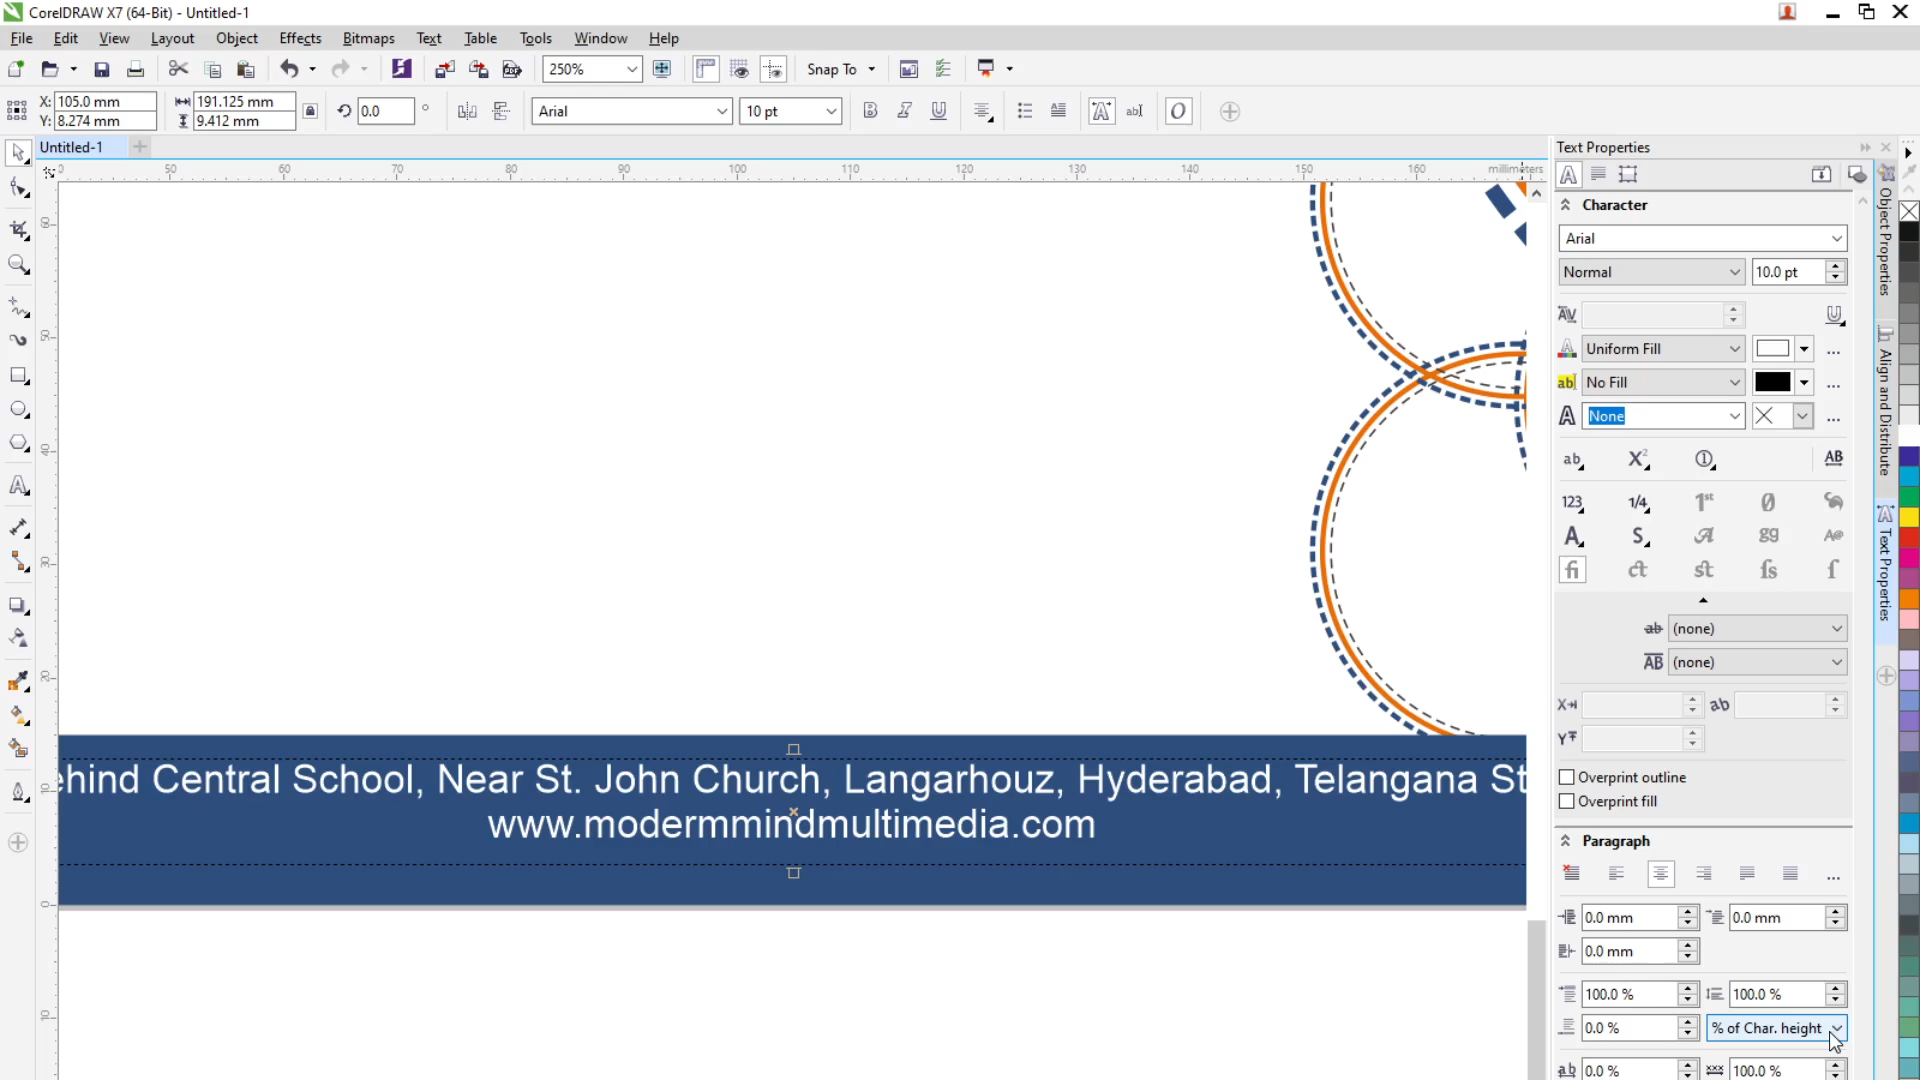 CorelDRAW X7 (64-Bit) - Untitled-1
File Edit View Layout Object Effects Bitmaps Text Table Tools Window Help
250% Snap To
X: 105.0 mm 191.125 mm 0.0 ° Arial 10 pt
Y: 8.274 mm 9.412 mm
Untitled-1
50 60 70 80 90 100 110 120 130 140 150 160 millimeters
Text Properties
Character
Arial
Normal 10.0 pt
Uniform Fill
No Fill
None
(none)
(none)
Overprint outline
Overprint fill
Paragraph
0.0 mm 0.0 mm
0.0 mm
100.0 % 100.0 %
0.0 % % of Char. height
0.0 % 100.0 %
Object Properties
Align and Distribute
Text Properties
ehind Central School, Near St. John Church, Langarhouz, Hyderabad, Telangana St
www.modermmindmultimedia.com